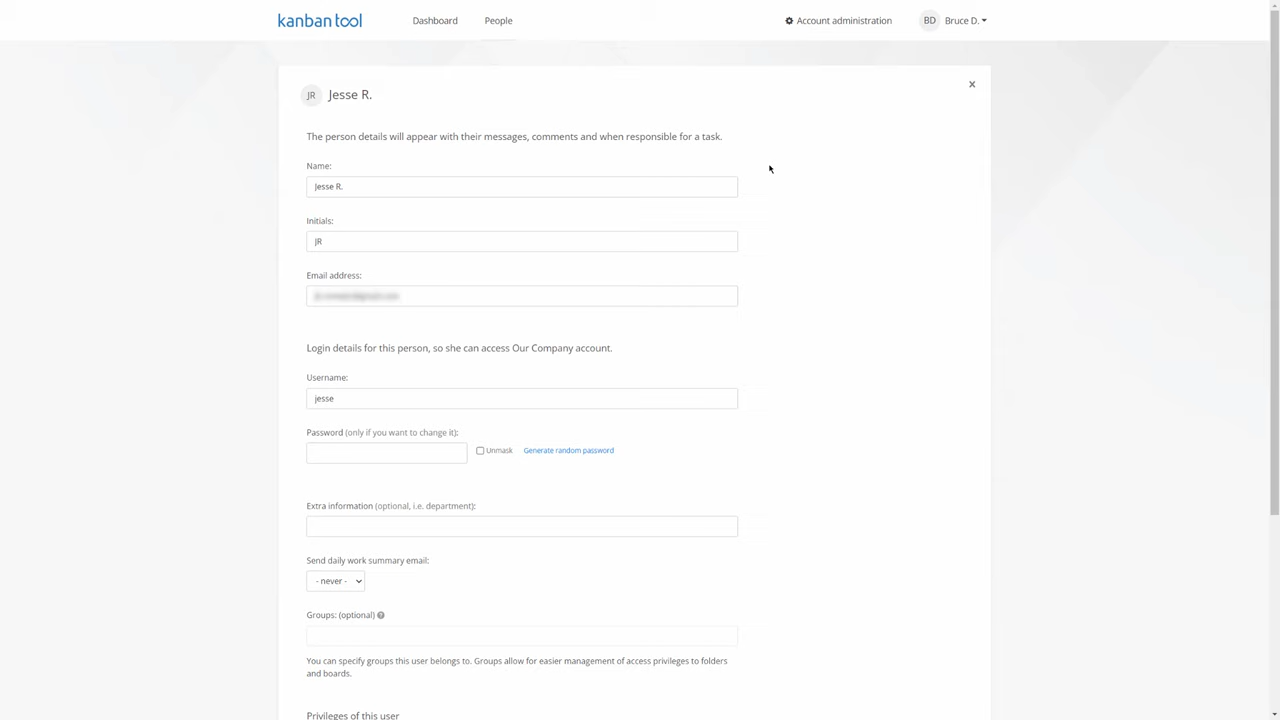 kanban tool
Dashboard
People
Account administration
BD
Bruce D.
JR
Jesse R.
x
The person details will appear with their messages, comments and when responsible for a task.
Name:
Jesse R.
Initials:
JR
Email address:
Login details for this person, so she can access Our Company account.
Username:
jesse
Password (only if you want to change it):
Unmask
Generate random password
Extra information (optional, i.e. department):
Send daily work summary email:
- never -
Groups: (optional) ?
You can specify groups this user belongs to. Groups allow for easier management of access privileges to folders
and boards.
Privileges of this user